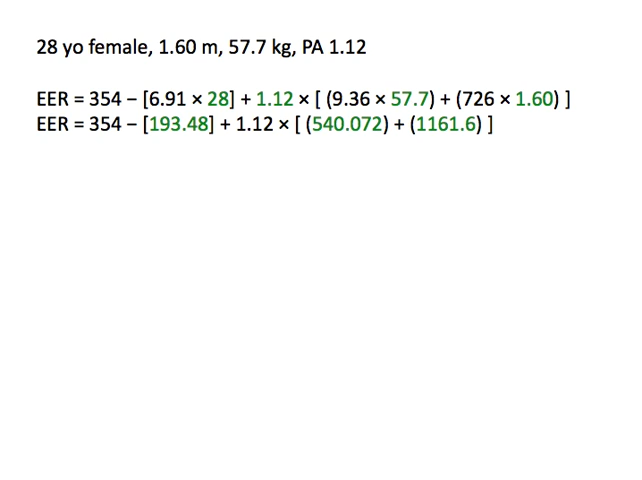 28 yo female, 1.60 m, 57.7 kg, PA 1.12
EER = 354 − [6.91 × 28] + 1.12 × [ (9.36 × 57.7) + (726 × 1.60) ]
EER = 354 − [193.48] + 1.12 × [ (540.072) + (1161.6) ]